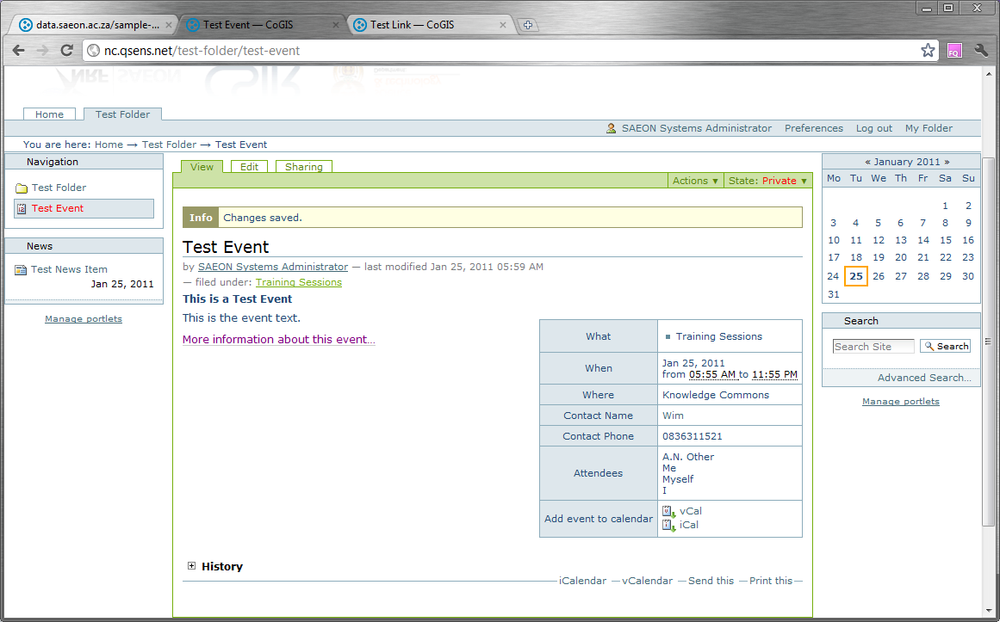 data.saeon.ac.za/sample-...
Test Event — CoGIS
Test Link — CoGIS
nc.qsens.net/test-folder/test-event
FQ
NRF SAEON
Home
Test Folder
SAEON Systems Administrator Preferences Log out My Folder
You are here: Home → Test Folder → Test Event
Navigation
Test Folder
Test Event
News
Test News Item
Jan 25, 2011
Manage portlets
View
Edit
Sharing
Actions ▼ State: Private ▼
Info Changes saved.
Test Event
by SAEON Systems Administrator — last modified Jan 25, 2011 05:59 AM
— filed under: Training Sessions
This is a Test Event
This is the event text.
More information about this event…
What Training Sessions
When Jan 25, 2011
from 05:55 AM to 11:55 PM
Where Knowledge Commons
Contact Name Wim
Contact Phone 0836311521
Attendees A.N. Other
Me
Myself
I
Add event to calendar vCal
iCal
History
iCalendar — vCalendar — Send this — Print this —
« January 2011 »
Mo Tu We Th Fr Sa Su
1 2
3 4 5 6 7 8 9
10 11 12 13 14 15 16
17 18 19 20 21 22 23
24 25 26 27 28 29 30
31
Search
Search Site Search
Advanced Search…
Manage portlets